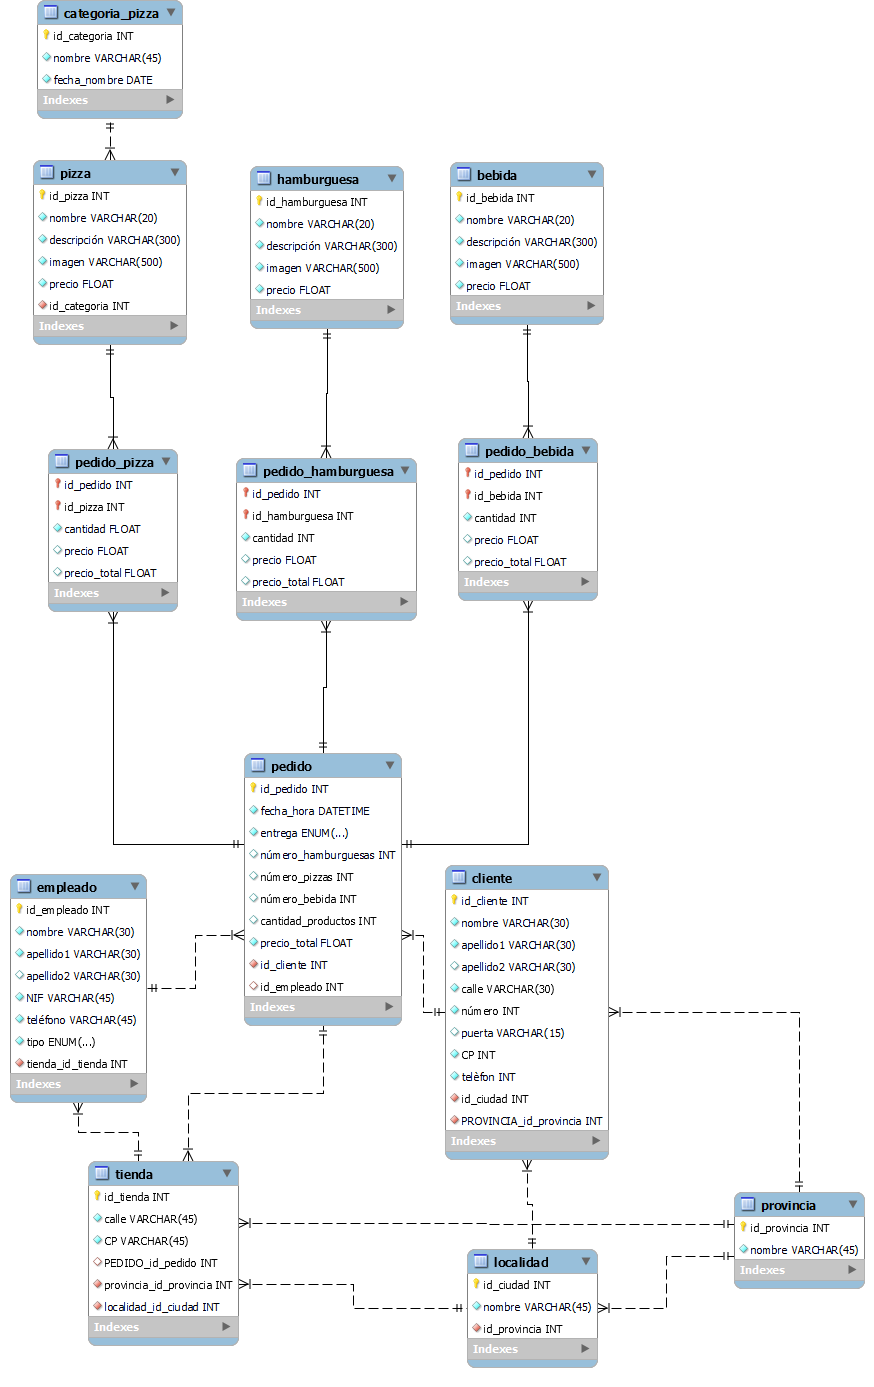 categoria_pizza
id_categoria INT
nombre VARCHAR(45)
fecha_nombre DATE
Indexes
pizza
id_pizza INT
nombre VARCHAR(20)
descripción VARCHAR(300)
imagen VARCHAR(500)
precio FLOAT
id_categoria INT
Indexes
hamburguesa
id_hamburguesa INT
nombre VARCHAR(20)
descripción VARCHAR(300)
imagen VARCHAR(500)
precio FLOAT
Indexes
bebida
id_bebida INT
nombre VARCHAR(20)
descripción VARCHAR(300)
imagen VARCHAR(500)
precio FLOAT
Indexes
pedido_pizza
id_pedido INT
id_pizza INT
cantidad FLOAT
precio FLOAT
precio_total FLOAT
Indexes
pedido_hamburguesa
id_pedido INT
id_hamburguesa INT
cantidad INT
precio FLOAT
precio_total FLOAT
Indexes
pedido_bebida
id_pedido INT
id_bebida INT
cantidad INT
precio FLOAT
precio_total FLOAT
Indexes
pedido
id_pedido INT
fecha_hora DATETIME
entrega ENUM(...)
número_hamburguesas INT
número_pizzas INT
número_bebida INT
cantidad_productos INT
precio_total FLOAT
id_cliente INT
id_empleado INT
Indexes
empleado
id_empleado INT
nombre VARCHAR(30)
apellido1 VARCHAR(30)
apellido2 VARCHAR(30)
NIF VARCHAR(45)
teléfono VARCHAR(45)
tipo ENUM(...)
tienda_id_tienda INT
Indexes
cliente
id_cliente INT
nombre VARCHAR(30)
apellido1 VARCHAR(30)
apellido2 VARCHAR(30)
calle VARCHAR(30)
número INT
puerta VARCHAR(15)
CP INT
telèfon INT
id_ciudad INT
PROVINCIA_id_provincia INT
Indexes
tienda
id_tienda INT
calle VARCHAR(45)
CP VARCHAR(45)
PEDIDO_id_pedido INT
provincia_id_provincia INT
localidad_id_ciudad INT
Indexes
localidad
id_ciudad INT
nombre VARCHAR(45)
id_provincia INT
Indexes
provincia
id_provincia INT
nombre VARCHAR(45)
Indexes